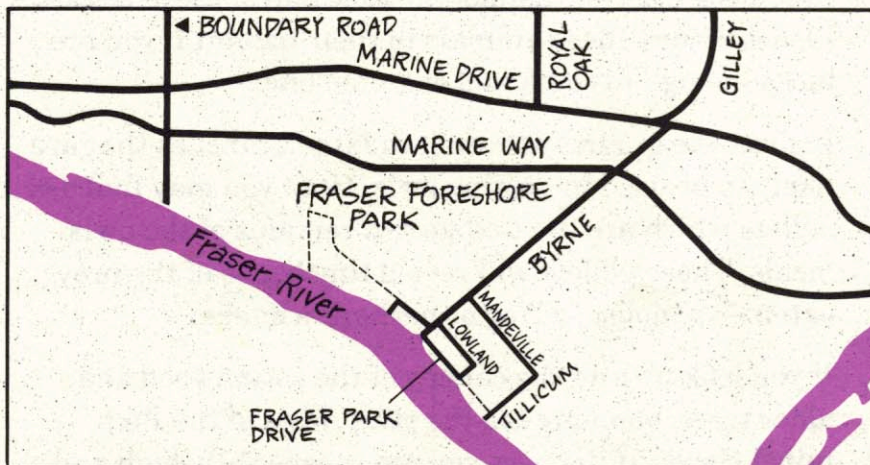 ◄ BOUNDARY ROAD
MARINE DRIVE
ROYAL
OAK
GILLEY
MARINE WAY
FRASER FORESHORE
PARK
BYRNE
Fraser River
MANDEVILLE
LOWLAND
TILLICUM
FRASER PARK
DRIVE